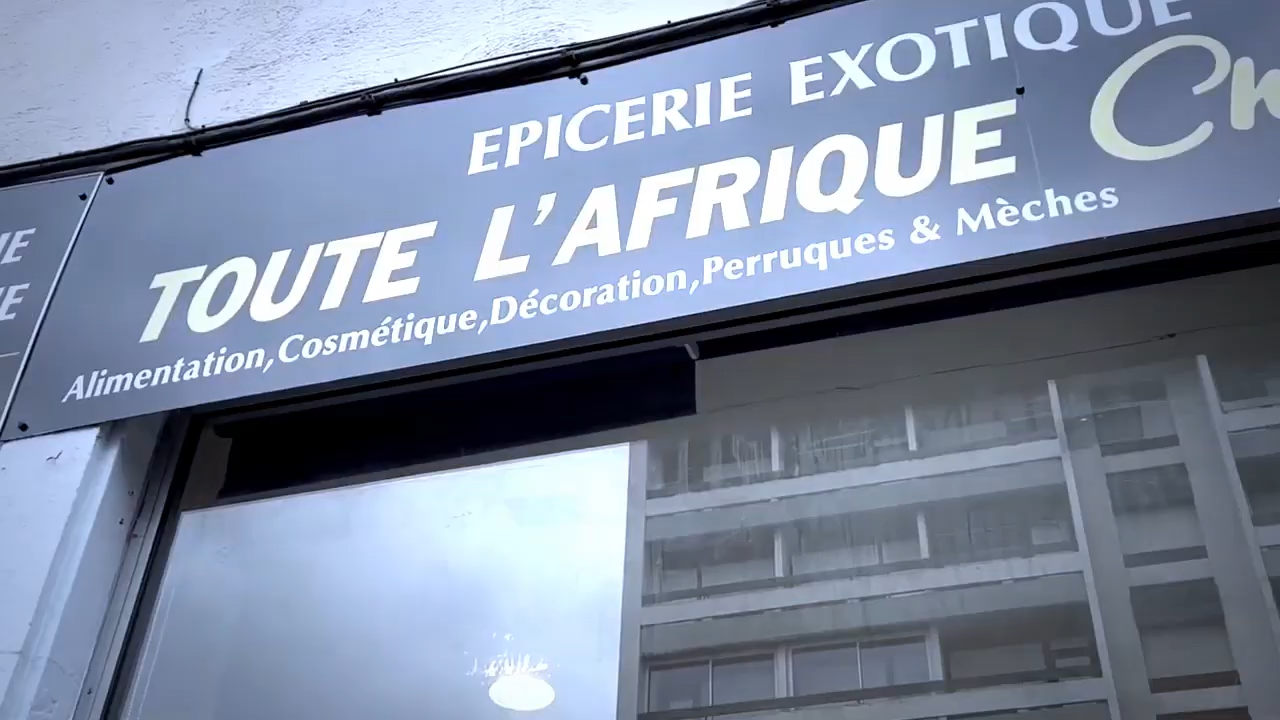 EPICERIE EXOTIQUE
TOUTE L'AFRIQUE
Alimentation,Cosmétique,Décoration,Perruques & Mèches